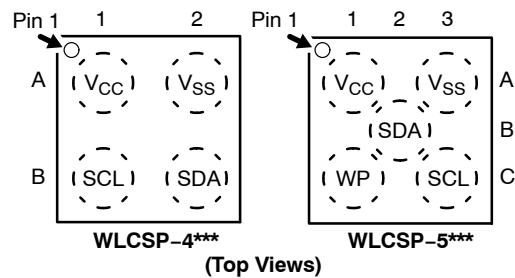 Pin 1 1 2 Pin 1 1 2 3
A VCC VSS VCC VSS A
SDA B
B SCL SDA WP SCL C
WLCSP–4*** WLCSP–5***
(Top Views)